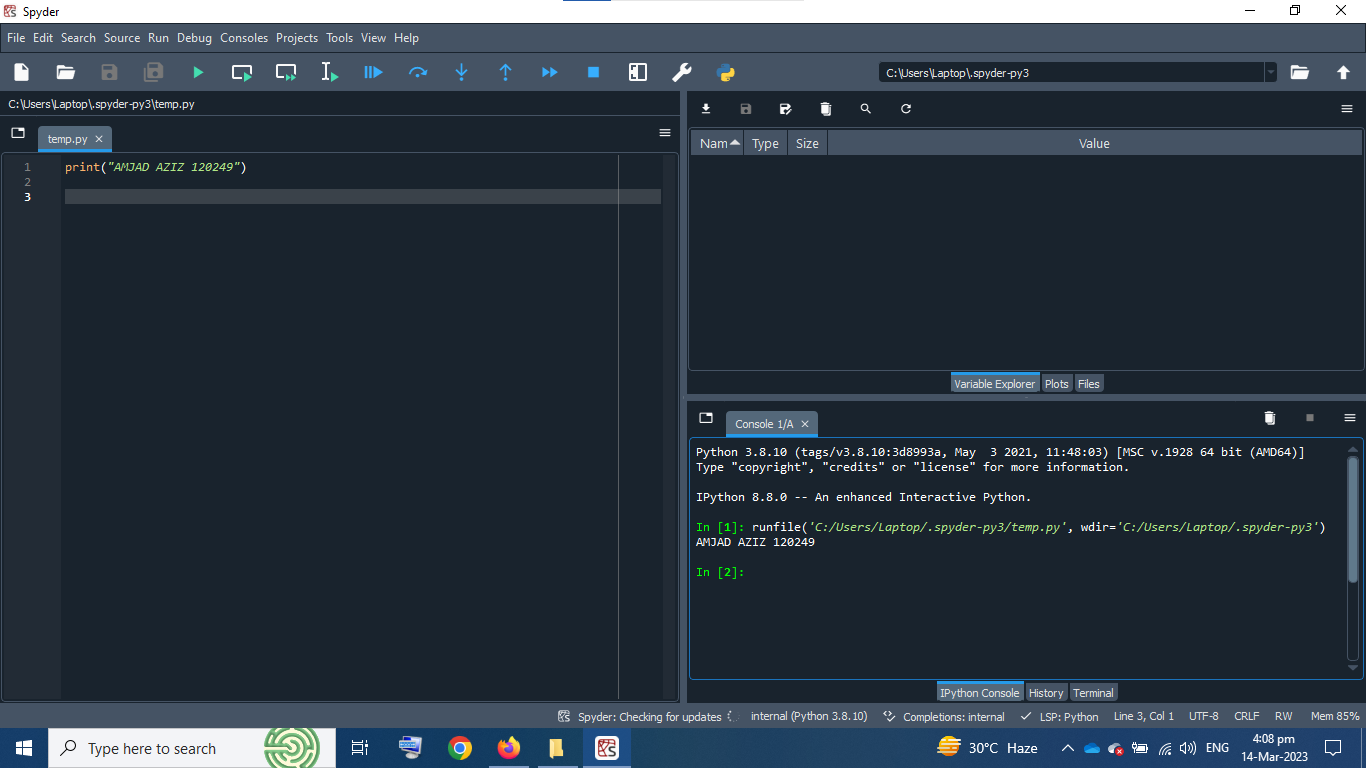 Spyder
File Edit Search Source Run Debug Consoles Projects Tools View Help
C:\Users\Laptop\.spyder-py3
C:\Users\Laptop\.spyder-py3\temp.py
temp.py
1 print("AMJAD AZIZ 120249")
2
3
Nam Type Size Value
Variable Explorer Plots Files
Console 1/A
Python 3.8.10 (tags/v3.8.10:3d8993a, May  3 2021, 11:48:03) [MSC v.1928 64 bit (AMD64)]
Type "copyright", "credits" or "license" for more information.
IPython 8.8.0 -- An enhanced Interactive Python.
In [1]: runfile('C:/Users/Laptop/.spyder-py3/temp.py', wdir='C:/Users/Laptop/.spyder-py3')
AMJAD AZIZ 120249
In [2]:
IPython Console History Terminal
Spyder: Checking for updates internal (Python 3.8.10) Completions: internal LSP: Python Line 3, Col 1 UTF-8 CRLF RW Mem 85%
Type here to search
30°C Haze
ENG
4:08 pm
14-Mar-2023